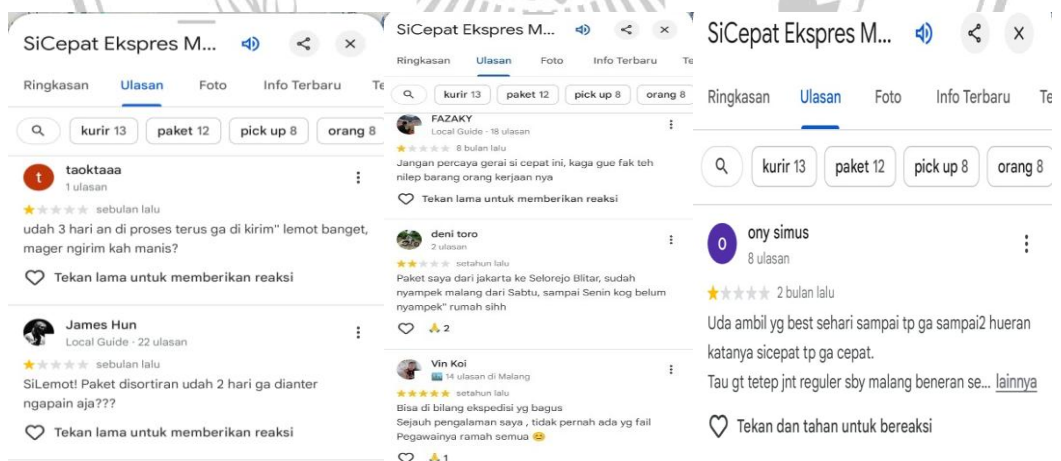 SiCepat Ekspres M...
Ringkasan Ulasan Foto Info Terbaru Te
kurir 13 paket 12 pick up 8 orang 8
t
taoktaaa
1 ulasan
sebulan lalu
udah 3 hari an di proses terus ga di kirim" lemot banget,
mager ngirim kah manis?
Tekan lama untuk memberikan reaksi
James Hun
Local Guide · 22 ulasan
sebulan lalu
SiLemot! Paket disortiran udah 2 hari ga dianter
ngapain aja???
Tekan lama untuk memberikan reaksi
SiCepat Ekspres M...
Ringkasan Ulasan Foto Info Terbaru Te
kurir 13 paket 12 pick up 8 orang 8
FAZAKY
Local Guide · 18 ulasan
8 bulan lalu
Jangan percaya gerai si cepat ini, kaga gue fak teh
nilep barang orang kerjaan nya
Tekan lama untuk memberikan reaksi
deni toro
2 ulasan
setahun lalu
Paket saya dari jakarta ke Selorejo Blitar, sudah
nyampek malang dari Sabtu, sampai Senin kog belum
nyampek" rumah sihh
🙏 2
Vin Koi
14 ulasan di Malang
setahun lalu
Bisa di bilang ekspedisi yg bagus
Sejauh pengalaman saya , tidak pernah ada yg fail
Pegawainya ramah semua 😊
🙏 1
SiCepat Ekspres M...
Ringkasan Ulasan Foto Info Terbaru Te
kurir 13 paket 12 pick up 8 orang 8
o
ony simus
8 ulasan
2 bulan lalu
Uda ambil yg best sehari sampai tp ga sampai2 hueran
katanya sicepat tp ga cepat.
Tau gt tetep jnt reguler sby malang beneran se... lainnya
Tekan dan tahan untuk bereaksi